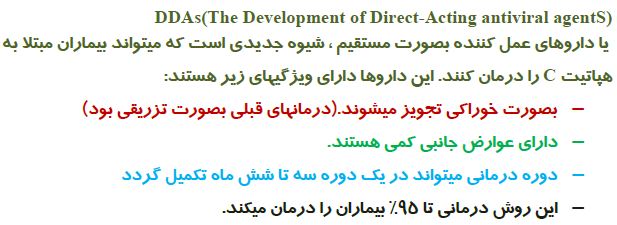 DDAs(The Development of Direct-Acting antiviral agentS)
یا داروهای عمل کننده بصورت مستقیم ، شیوه جدیدی است که میتواند بیماران مبتلا به
هپاتیت C را درمان کنند. این داروها دارای ویژگیهای زیر هستند:
– بصورت خوراکی تجویز میشوند.(درمانهای قبلی بصورت تزریقی بود)
– دارای عوارض جانبی کمی هستند.
– دوره درمانی میتواند در یک دوره سه تا شش ماه تکمیل گردد
– این روش درمانی تا ۹۵٪ بیماران را درمان میکند.